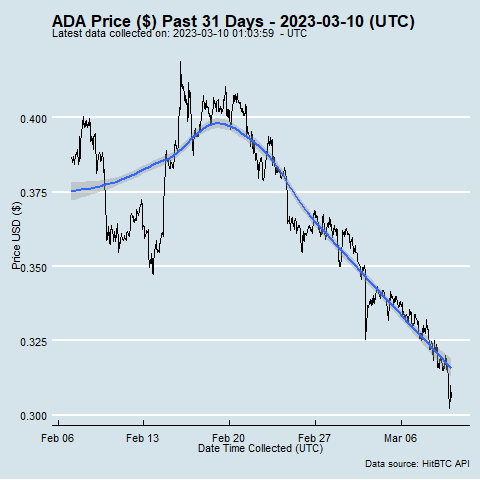 ADA Price ($) Past 31 Days - 2023-03-10 (UTC)
Latest data collected on: 2023-03-10 01:03:59  - UTC
Price USD ($)
0.400
0.375
0.350
0.325
0.300
Feb 06 Feb 13 Feb 20 Feb 27 Mar 06
Date Time Collected (UTC)
Data source: HitBTC API